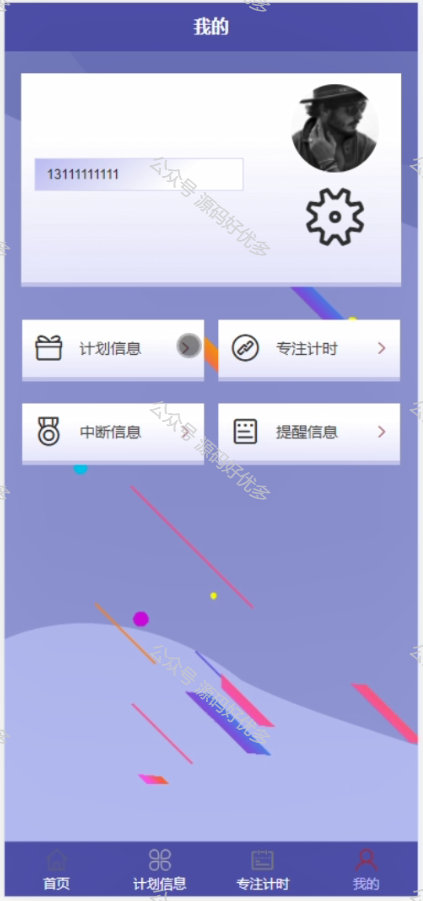 我的
13111111111
计划信息
专注计时
中断信息
提醒信息
公众号 源码好优多
公众号 源码好优多
公众号 源码好优多
首页
计划信息
专注计时
我的